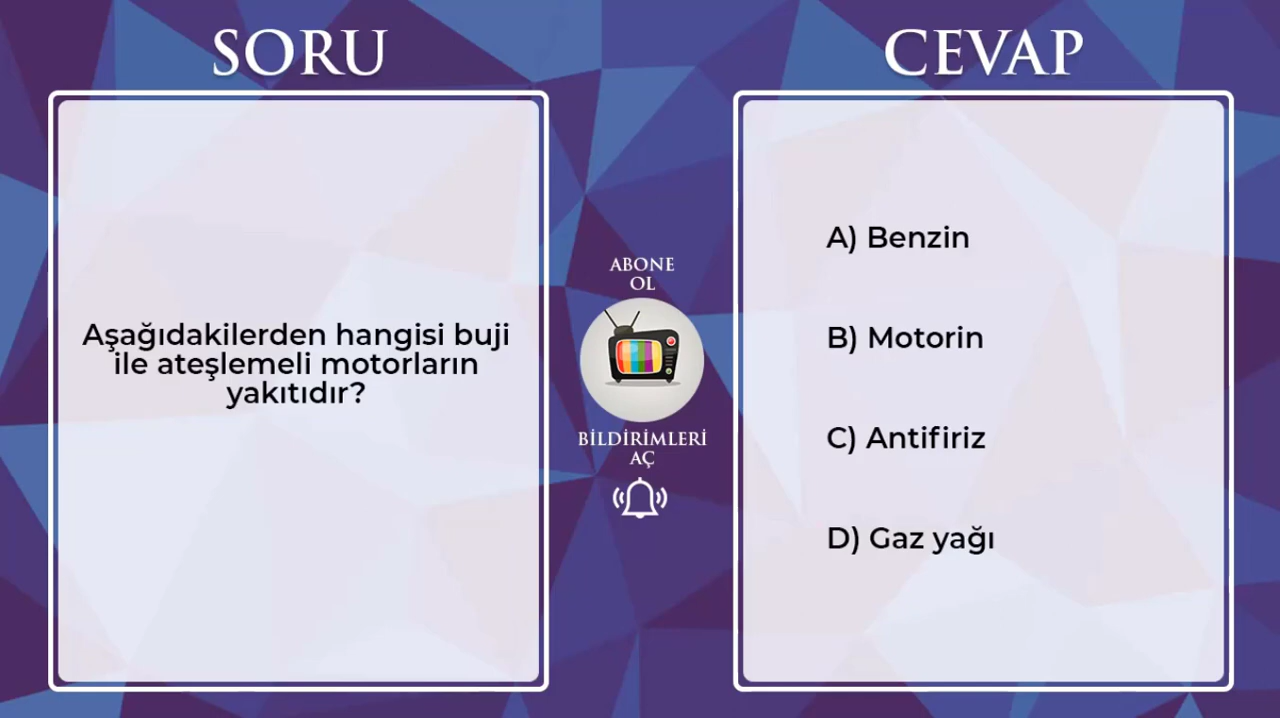 SORU
Aşağıdakilerden hangisi buji
ile ateşlemeli motorların
yakıtıdır?
ABONE
OL
BİLDİRİMLERİ
AÇ
CEVAP
A) Benzin
B) Motorin
C) Antifiriz
D) Gaz yağı